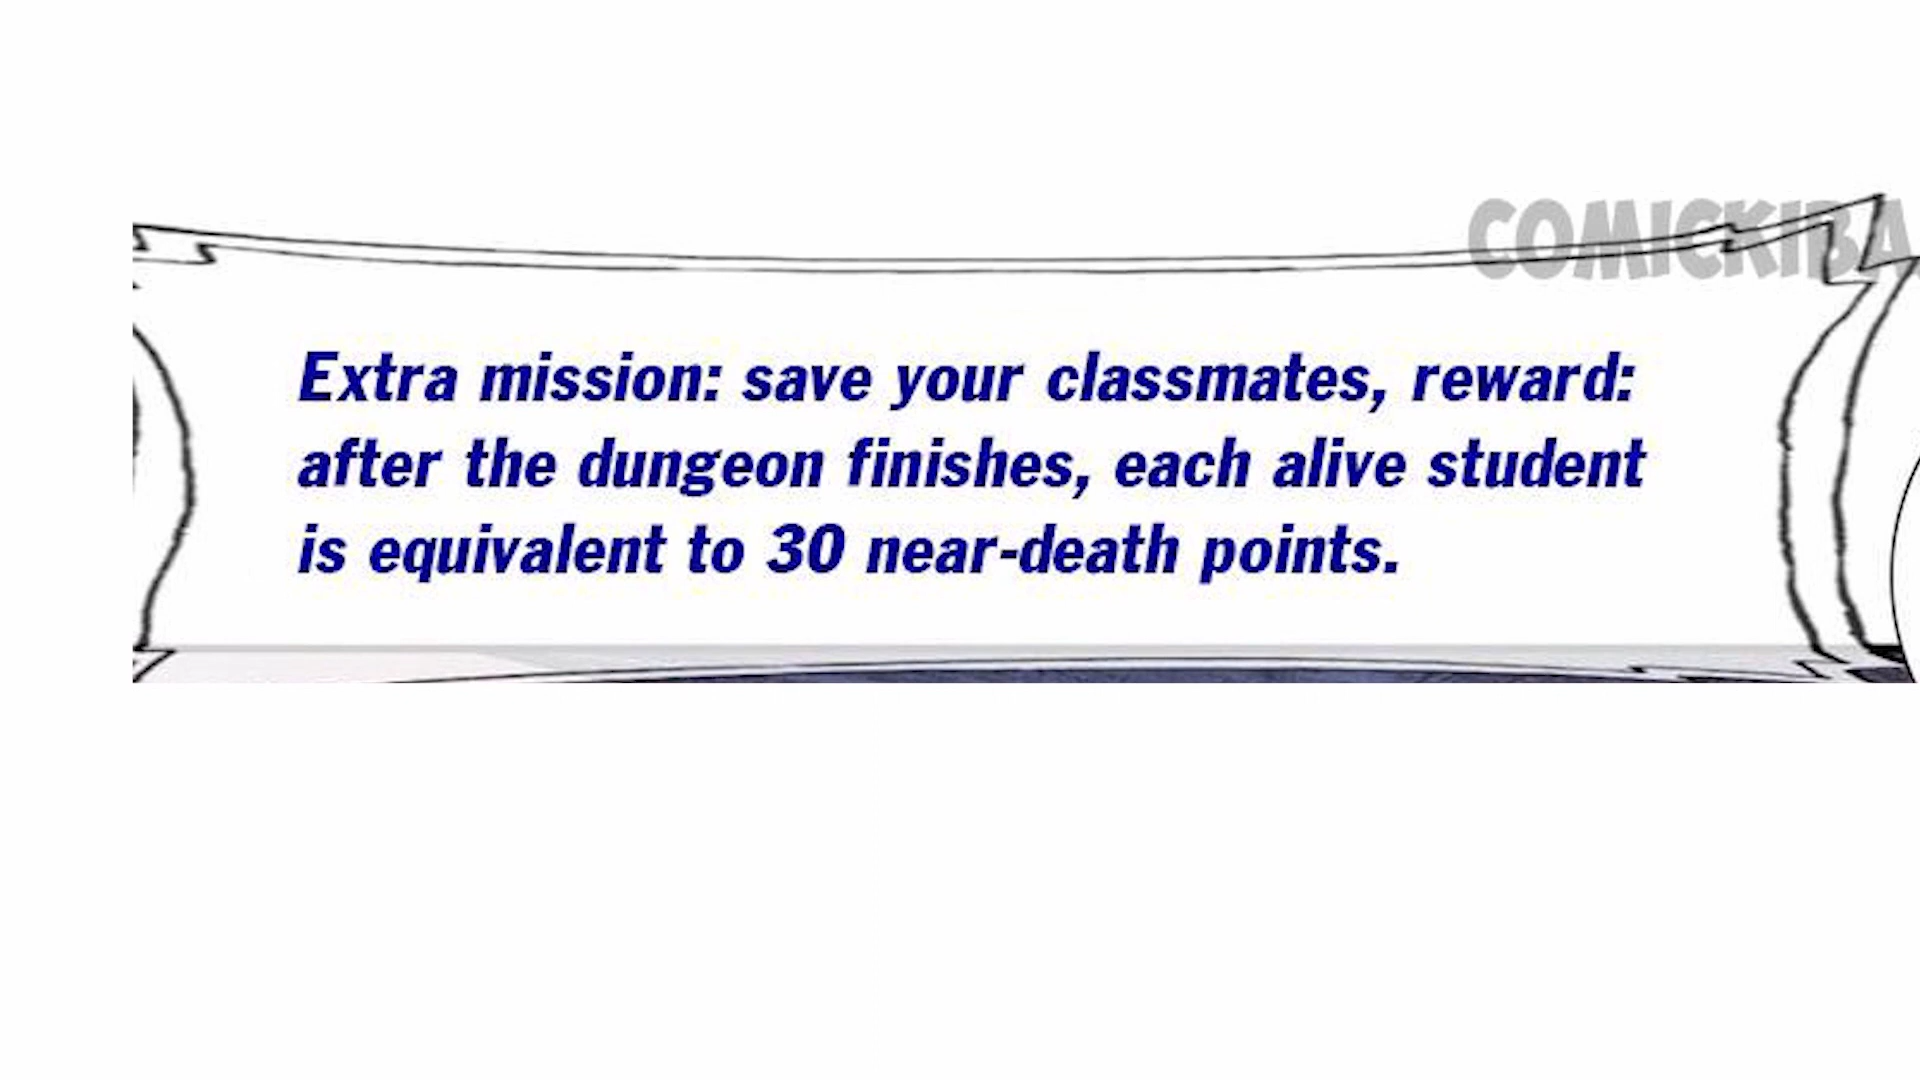 COMICKIBA
Extra mission: save your classmates, reward:
after the dungeon finishes, each alive student
is equivalent to 30 near-death points.